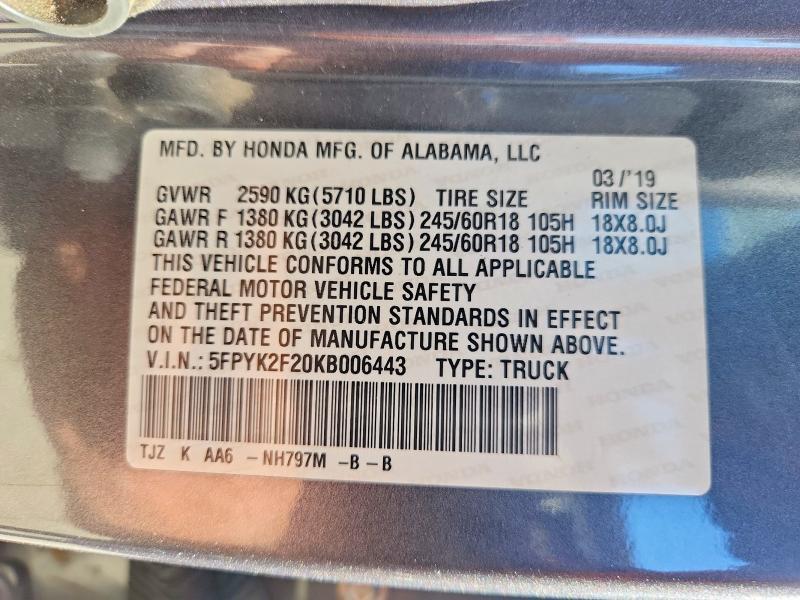 MFD. BY HONDA MFG. OF ALABAMA, LLC
03/'19
GVWR 2590 KG(5710 LBS) TIRE SIZE RIM SIZE
GAWR F 1380 KG(3042 LBS) 245/60R18 105H 18X8.0J
GAWR R 1380 KG(3042 LBS) 245/60R18 105H 18X8.0J
THIS VEHICLE CONFORMS TO ALL APPLICABLE
FEDERAL MOTOR VEHICLE SAFETY
AND THEFT PREVENTION STANDARDS IN EFFECT
ON THE DATE OF MANUFACTURE SHOWN ABOVE.
V.I.N.: 5FPYK2F20KB006443 TYPE: TRUCK
TJZ K AA6 -NH797M -B-B